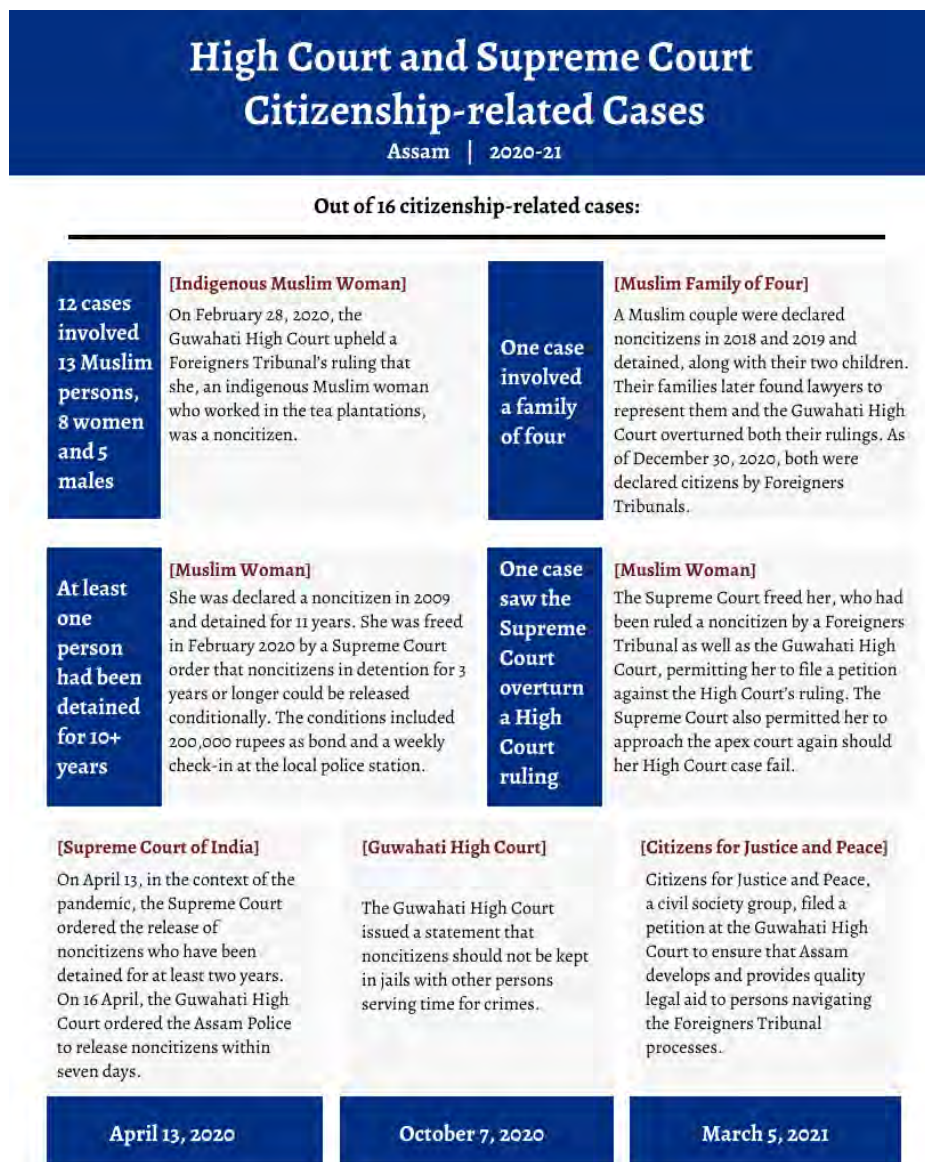 High Court and Supreme Court
Citizenship-related Cases
Assam | 2020-21
Out of 16 citizenship-related cases:
12 cases
involved
13 Muslim
persons,
8 women
and 5
males
[Indigenous Muslim Woman]
On February 28, 2020, the
Guwahati High Court upheld a
Foreigners Tribunal's ruling that
she, an indigenous Muslim woman
who worked in the tea plantations,
was a noncitizen.
One case
involved
a family
of four
[Muslim Family of Four]
A Muslim couple were declared
noncitizens in 2018 and 2019 and
detained, along with their two children.
Their families later found lawyers to
represent them and the Guwahati High
Court overturned both their rulings. As
of December 30, 2020, both were
declared citizens by Foreigners
Tribunals.
At least
one
person
had been
detained
for 10+
years
[Muslim Woman]
She was declared a noncitizen in 2009
and detained for 11 years. She was freed
in February 2020 by a Supreme Court
order that noncitizens in detention for 3
years or longer could be released
conditionally. The conditions included
200,000 rupees as bond and a weekly
check-in at the local police station.
One case
saw the
Supreme
Court
overturn
a High
Court
ruling
[Muslim Woman]
The Supreme Court freed her, who had
been ruled a noncitizen by a Foreigners
Tribunal as well as the Guwahati High
Court, permitting her to file a petition
against the High Court's ruling. The
Supreme Court also permitted her to
approach the apex court again should
her High Court case fail.
[Supreme Court of India]
On April 13, in the context of the
pandemic, the Supreme Court
ordered the release of
noncitizens who have been
detained for at least two years.
On 16 April, the Guwahati High
Court ordered the Assam Police
to release noncitizens within
seven days.
April 13, 2020
[Guwahati High Court]
The Guwahati High Court
issued a statement that
noncitizens should not be kept
in jails with other persons
serving time for crimes.
October 7, 2020
[Citizens for Justice and Peace]
Citizens for Justice and Peace,
a civil society group, filed a
petition at the Guwahati High
Court to ensure that Assam
develops and provides quality
legal aid to persons navigating
the Foreigners Tribunal
processes.
March 5, 2021